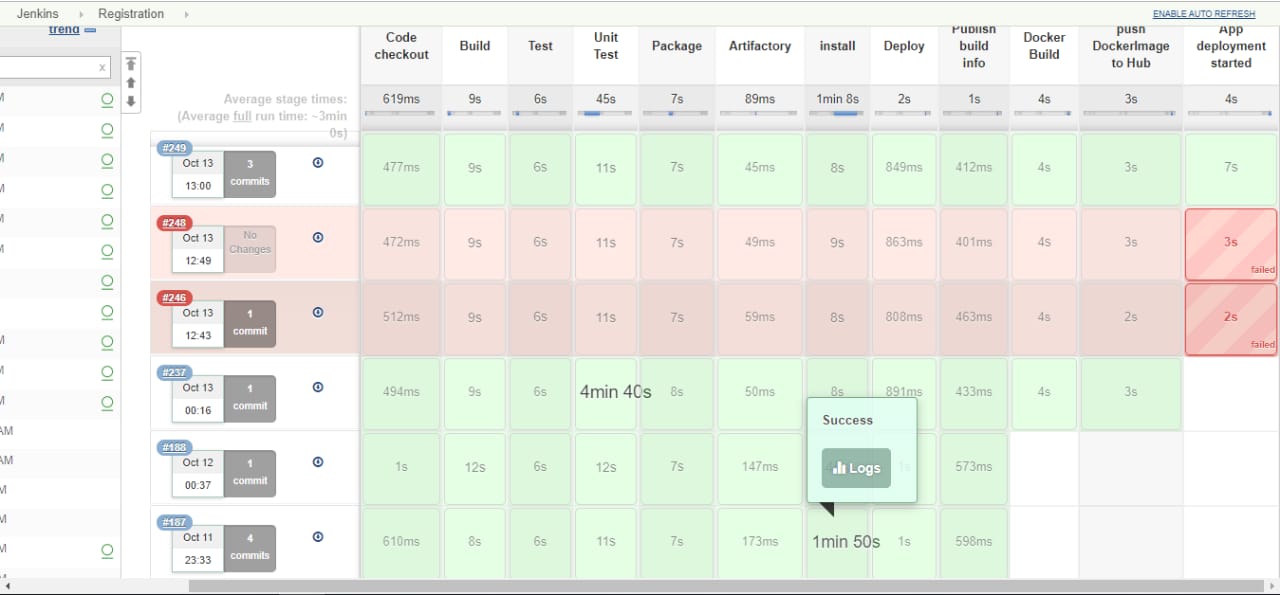 Jenkins
Registration
ENABLE AUTO REFRESH
trend
x
Code checkout
Build
Test
Unit Test
Package
Artifactory
install
Deploy
Publish build info
Docker Build
push DockerImage to Hub
App deployment started
Average stage times:
(Average full run time: ~3min
0s)
619ms 9s 6s 45s 7s 89ms 1min 8s 2s 1s 4s 3s 4s
#249
Oct 13
13:00
3
commits
477ms 9s 6s 11s 7s 45ms 8s 849ms 412ms 4s 3s 7s
#248
Oct 13
12:49
No
Changes
472ms 9s 6s 11s 7s 49ms 9s 863ms 401ms 4s 3s 3s
failed
#246
Oct 13
12:43
1
commit
512ms 9s 6s 11s 7s 59ms 8s 808ms 463ms 4s 2s 2s
failed
#237
Oct 13
00:16
1
commit
494ms 9s 6s 4min 40s 8s 50ms 8s 891ms 433ms 4s 3s
Success
Logs
#188
Oct 12
00:37
1
commit
1s 12s 6s 12s 7s 147ms 1s 573ms
#187
Oct 11
23:33
4
commits
610ms 8s 6s 11s 7s 173ms 1min 50s 1s 598ms
AM
AM